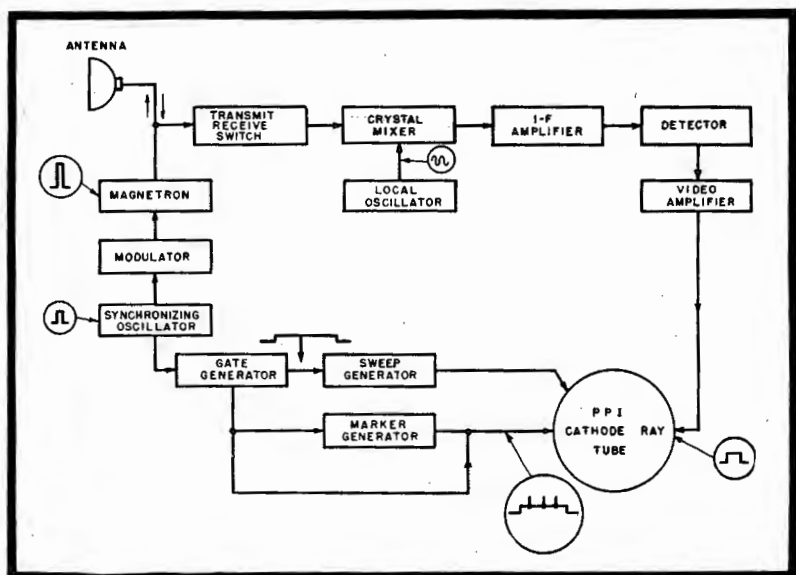 ANTENNA
TRANSMIT
RECEIVE
SWITCH
CRYSTAL
MIXER
I-F
AMPLIFIER
DETECTOR
MAGNETRON
LOCAL
OSCILLATOR
VIDEO
AMPLIFIER
MODULATOR
SYNCHRONIZING
OSCILLATOR
GATE
GENERATOR
SWEEP
GENERATOR
MARKER
GENERATOR
PPI
CATHODE RAY
TUBE